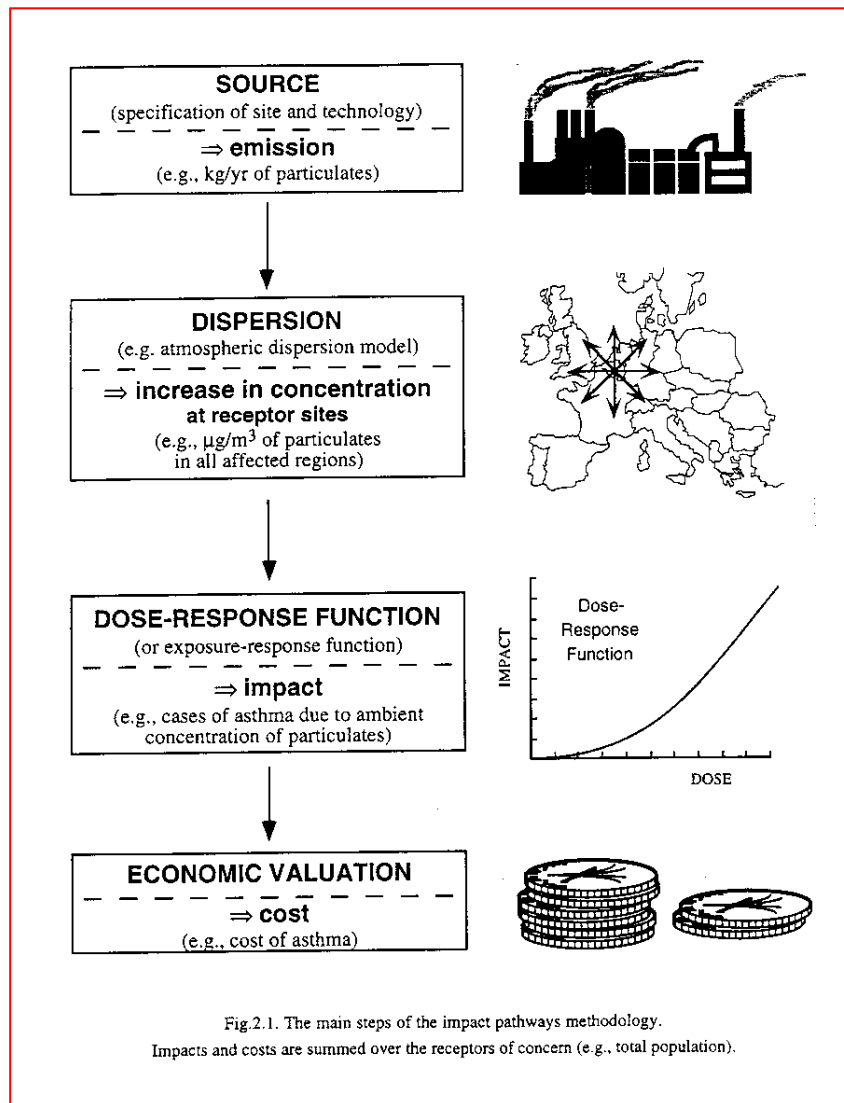 SOURCE
(specification of site and technology)
⇒ emission
(e.g., kg/yr of particulates)
DISPERSION
(e.g. atmospheric dispersion model)
⇒ increase in concentration
at receptor sites
(e.g., µg/m³ of particulates
in all affected regions)
DOSE-RESPONSE FUNCTION
(or exposure-response function)
⇒ impact
(e.g., cases of asthma due to ambient
concentration of particulates)
IMPACT
Dose-
Response
Function
DOSE
ECONOMIC VALUATION
⇒ cost
(e.g., cost of asthma)
Fig.2.1. The main steps of the impact pathways methodology.
Impacts and costs are summed over the receptors of concern (e.g., total population).